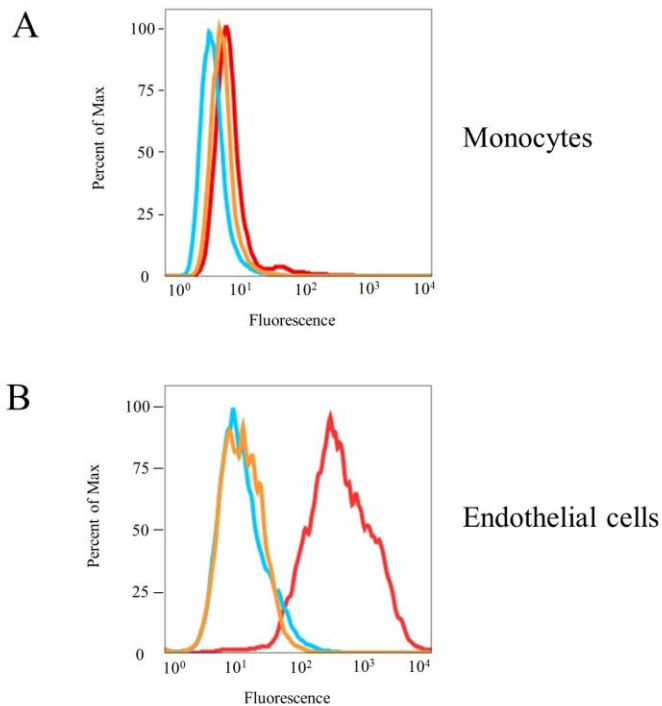 A
100
75
50
25
0
Percent of Max
10⁰ 10¹ 10² 10³ 10⁴
Fluorescence
Monocytes
B
100
75
50
25
0
Percent of Max
10⁰ 10¹ 10² 10³ 10⁴
Fluorescence
Endothelial cells